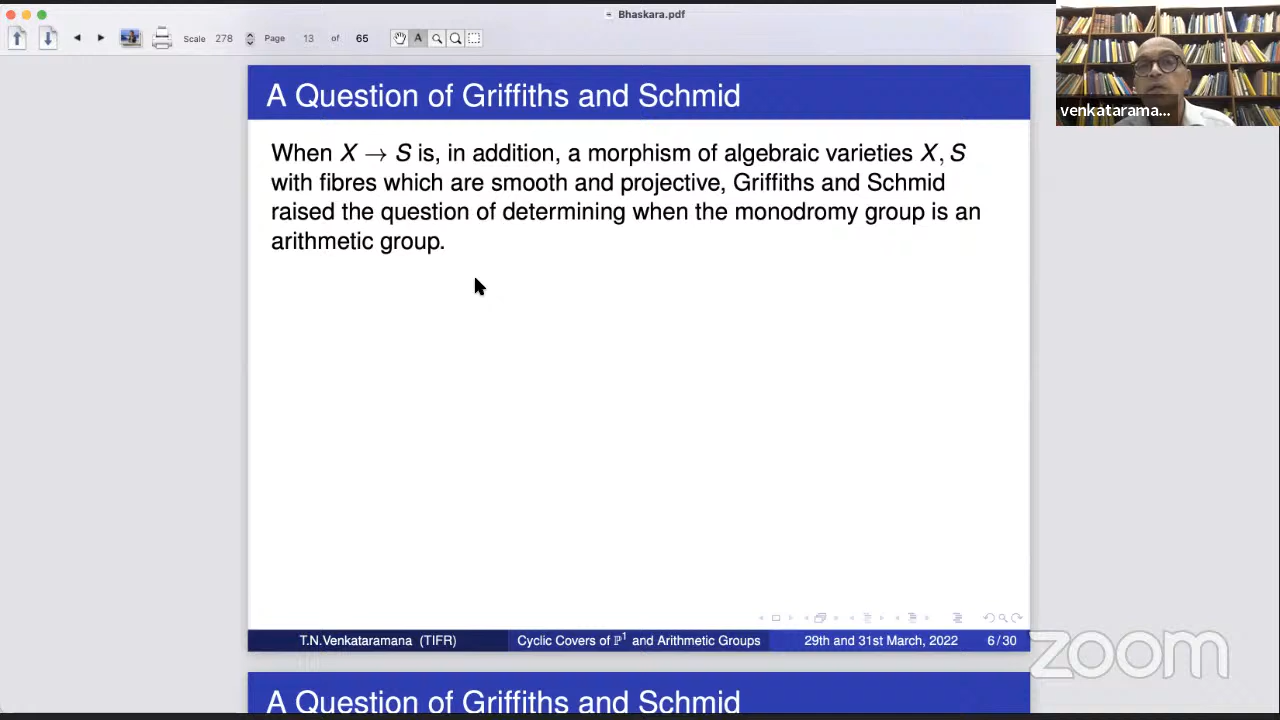 Bhaskara.pdf
Scale 278 Page 13 of 65
A
A Question of Griffiths and Schmid
When X → S is, in addition, a morphism of algebraic varieties X, S
with fibres which are smooth and projective, Griffiths and Schmid
raised the question of determining when the monodromy group is an
arithmetic group.
venkatarama...
T.N.Venkataramana (TIFR) Cyclic Covers of ℙ¹ and Arithmetic Groups 29th and 31st March, 2022 6 / 30
zoom
A Question of Griffiths and Schmid